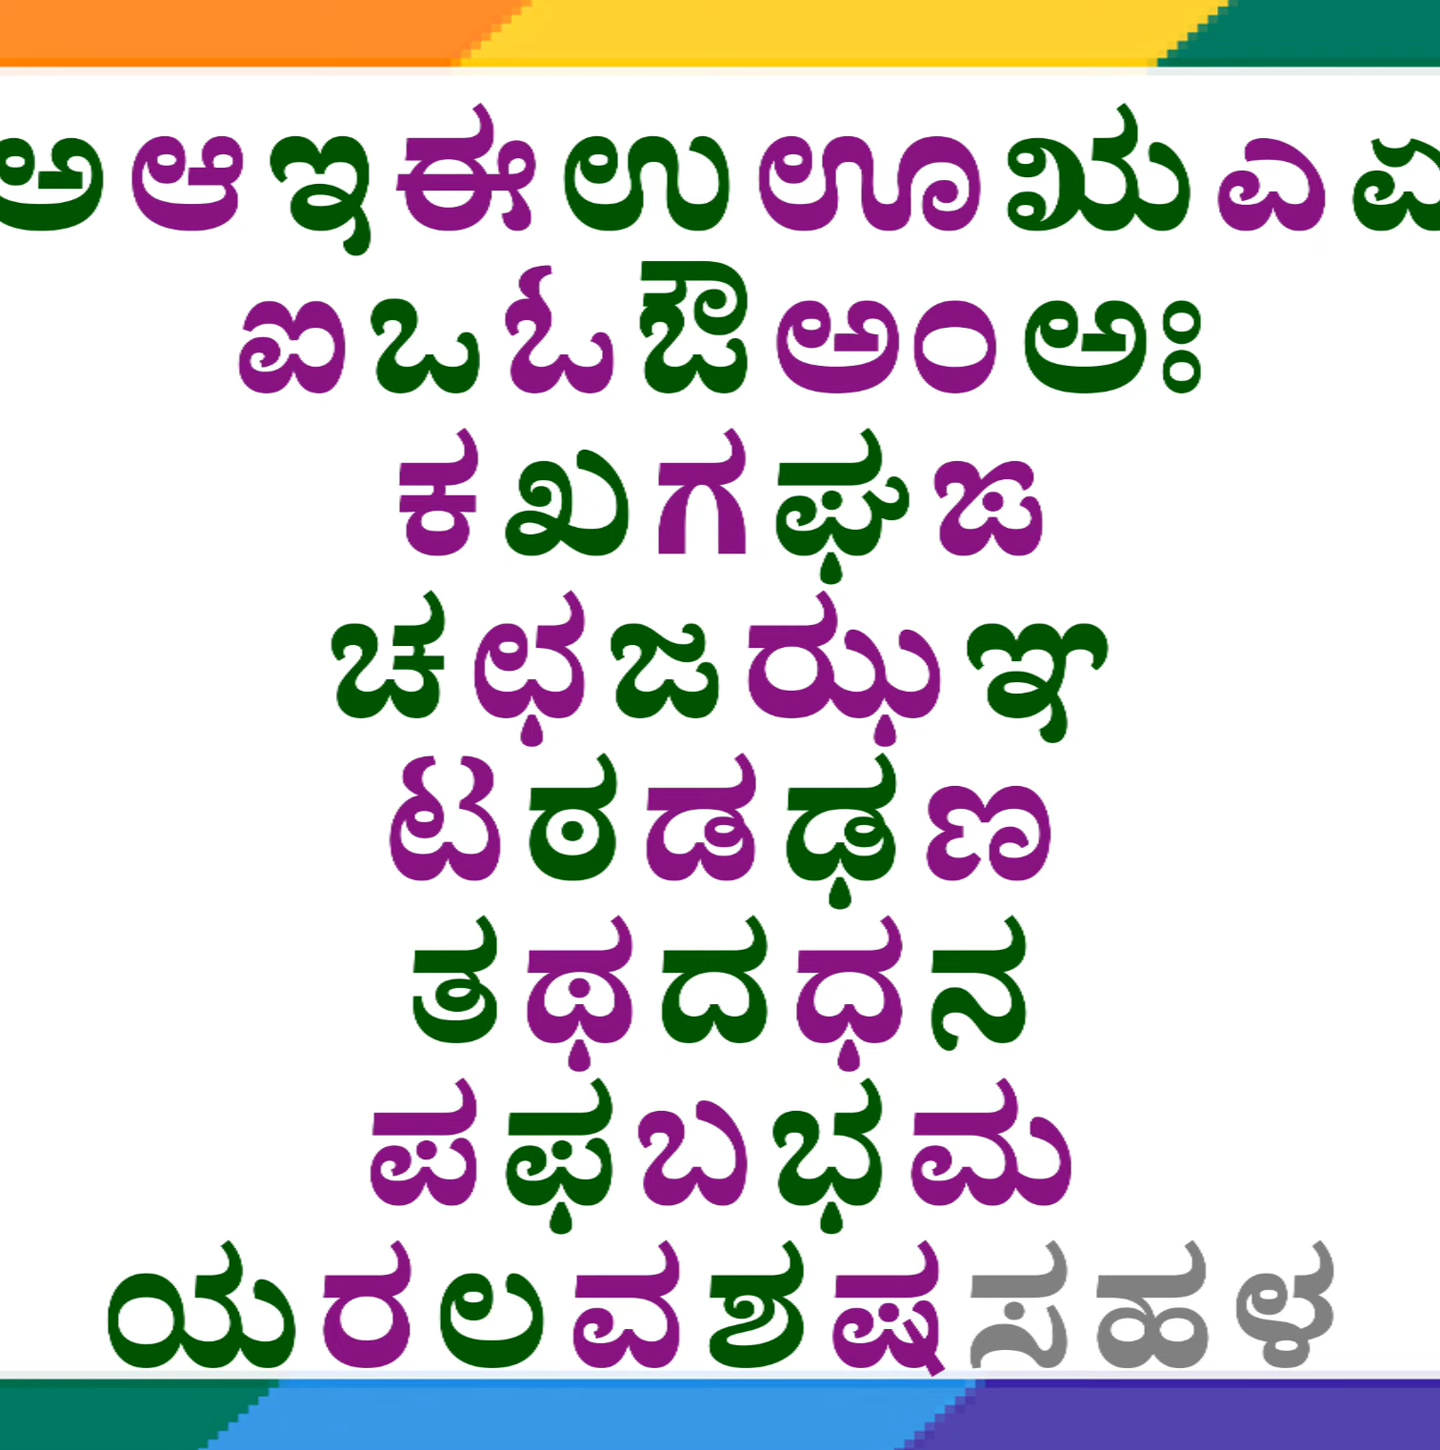 ಅ ಆ ಇ ಈ ಉ ಊ ಋ ಎ ಏ
ಐ ಒ ಓ ಔ ಅಂ ಅಃ
ಕ ಖ ಗ ಘ ಙ
ಚ ಛ ಜ ಝ ಞ
ಟ ಠ ಡ ಢ ಣ
ತ ಥ ದ ಧ ನ
ಪ ಫ ಬ ಭ ಮ
ಯ ರ ಲ ವ ಶ ಷ ಸ ಹ ಳ